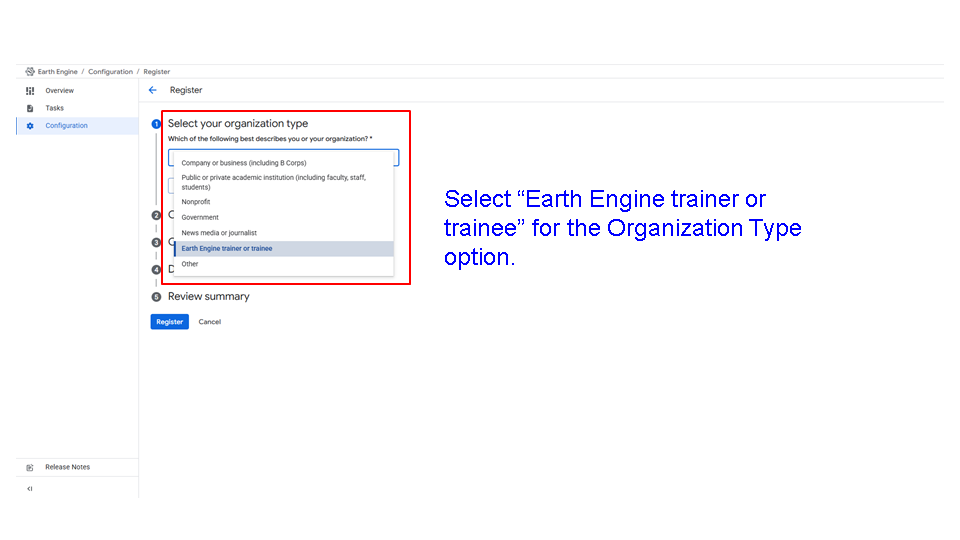 Earth Engine / Configuration / Register
Overview
Tasks
Configuration
Register
1 Select your organization type
Which of the following best describes you or your organization? *
Company or business (including B Corps)
Public or private academic institution (including faculty, staff,
students)
Nonprofit
2 C
Government
News media or journalist
3
Earth Engine trainer or trainee
Other
4 D
5 Review summary
Register Cancel
Select “Earth Engine trainer or
trainee” for the Organization Type
option.
Release Notes